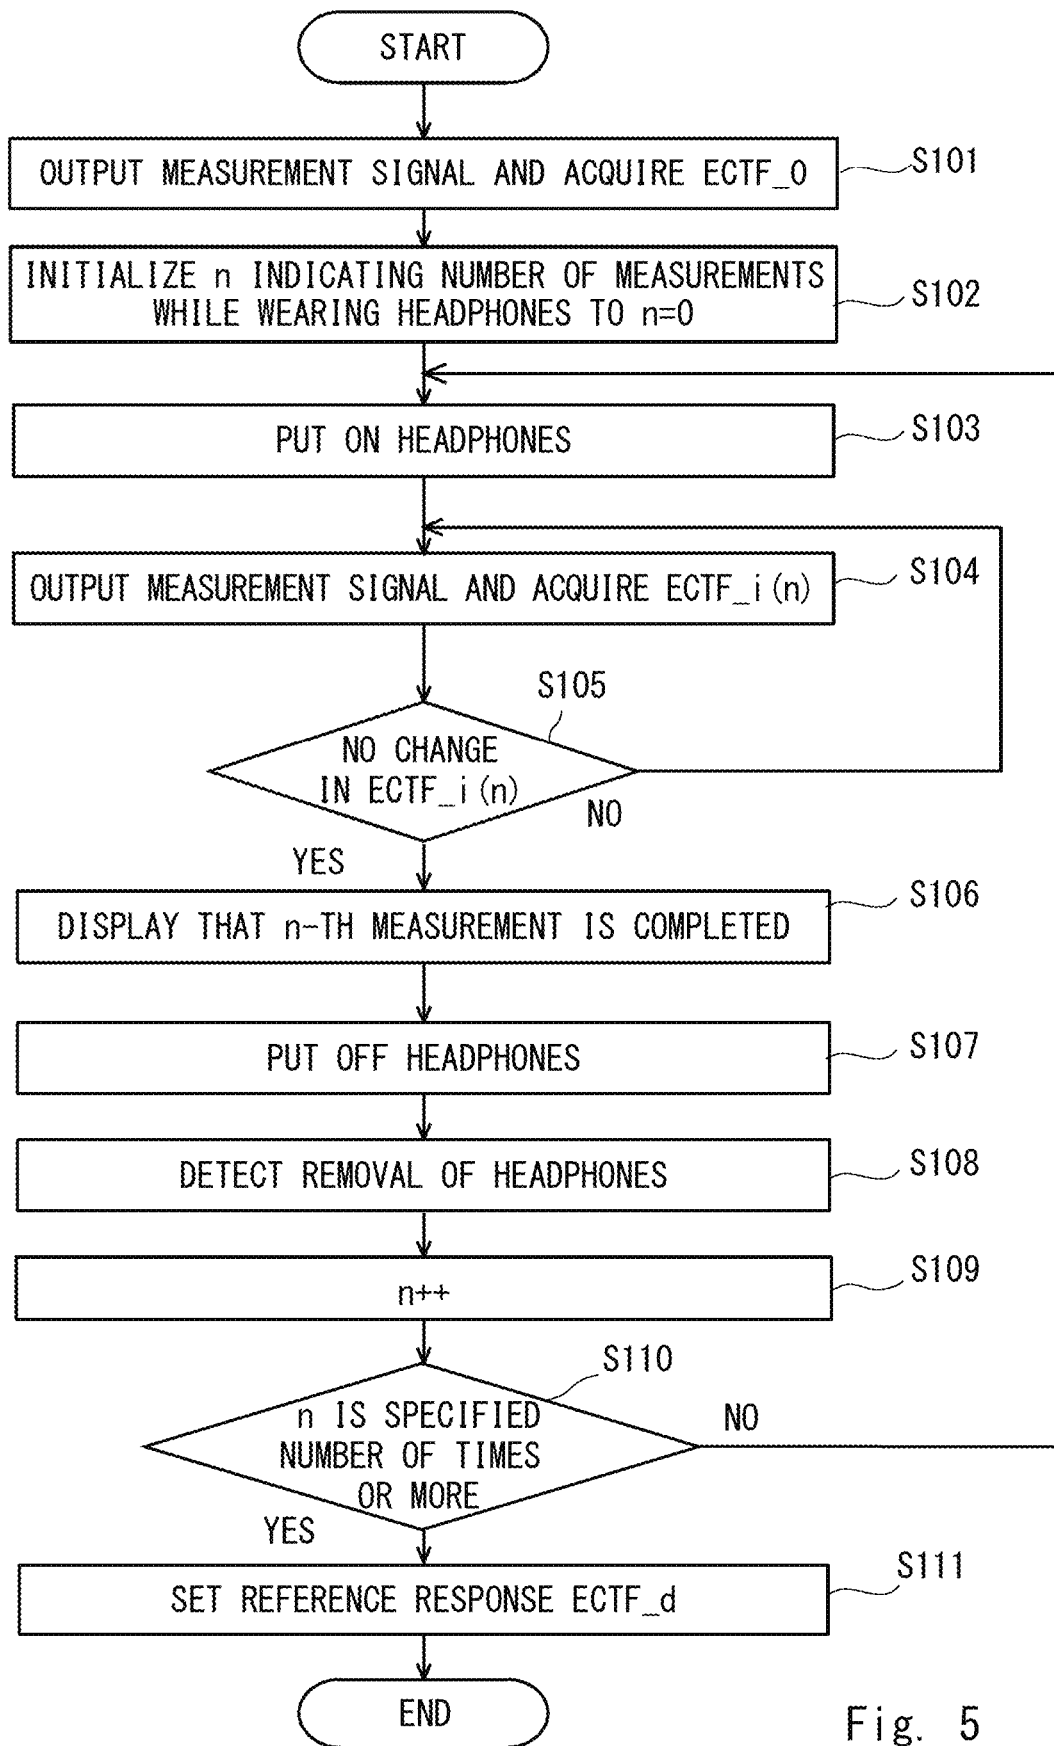 START
OUTPUT MEASUREMENT SIGNAL AND ACQUIRE ECTF_0
S101
INITIALIZE n INDICATING NUMBER OF MEASUREMENTS
WHILE WEARING HEADPHONES TO n=0
S102
PUT ON HEADPHONES
S103
OUTPUT MEASUREMENT SIGNAL AND ACQUIRE ECTF_i(n)
S104
S105
NO CHANGE
IN ECTF_i(n)
NO
YES
DISPLAY THAT n-TH MEASUREMENT IS COMPLETED
S106
PUT OFF HEADPHONES
S107
DETECT REMOVAL OF HEADPHONES
S108
n++
S109
S110
n IS SPECIFIED
NUMBER OF TIMES
OR MORE
NO
YES
SET REFERENCE RESPONSE ECTF_d
S111
END
Fig. 5